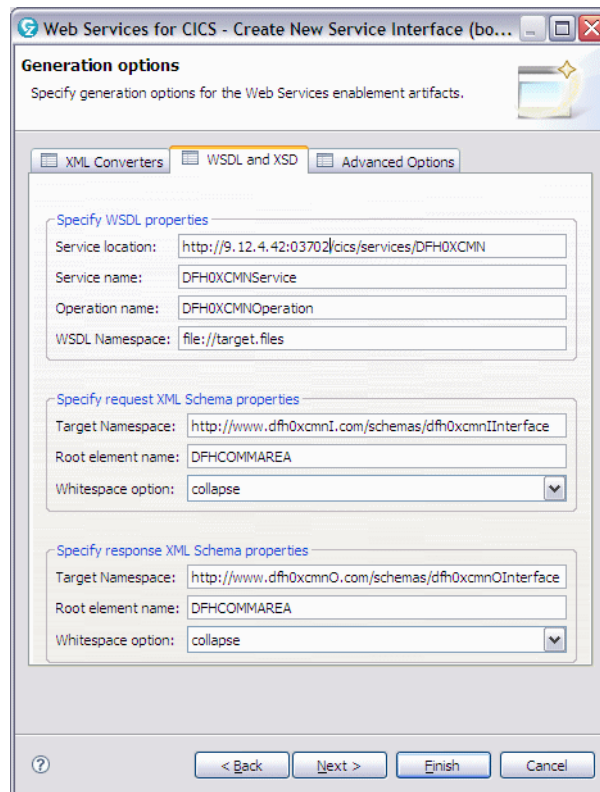 Web Services for CICS - Create New Service Interface (bo...
Generation options
Specify generation options for the Web Services enablement artifacts.
XML Converters WSDL and XSD Advanced Options
Specify WSDL properties
Service location: http://9.12.4.42:03702/cics/services/DFH0XCMN
Service name: DFH0XCMNService
Operation name: DFH0XCMNOperation
WSDL Namespace: file://target.files
Specify request XML Schema properties
Target Namespace: http://www.dfh0xcmnI.com/schemas/dfh0xcmnIInterface
Root element name: DFHCOMMAREA
Whitespace option: collapse
Specify response XML Schema properties
Target Namespace: http://www.dfh0xcmnO.com/schemas/dfh0xcmnOInterface
Root element name: DFHCOMMAREA
Whitespace option: collapse
? < Back Next > Finish Cancel